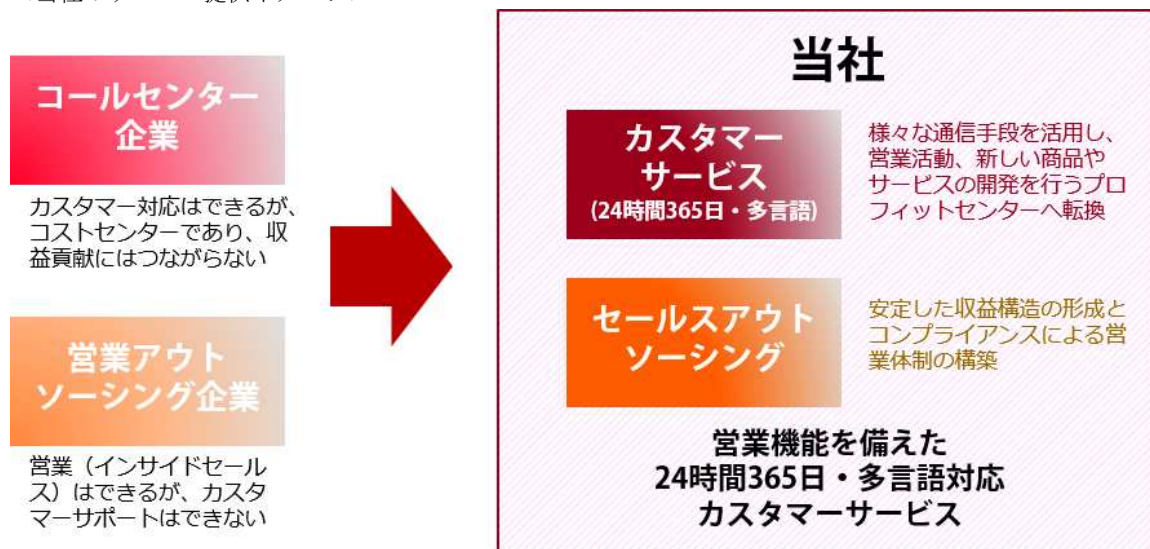 コールセンター
企業
カスタマー対応はできるが、
コストセンターであり、収
益貢献にはつながらない
営業アウト
ソーシング企業
営業（インサイドセール
ス）はできるが、カスタ
マーサポートはできない
当社
カスタマー
サービス
(24時間365日・多言語)
様々な通信手段を活用し、
営業活動、新しい商品や
サービスの開発を行うプロ
フィットセンターへ転換
セールスアウト
ソーシング
安定した収益構造の形成と
コンプライアンスによる営
業体制の構築
営業機能を備えた
24時間365日・多言語対応
カスタマーサービス